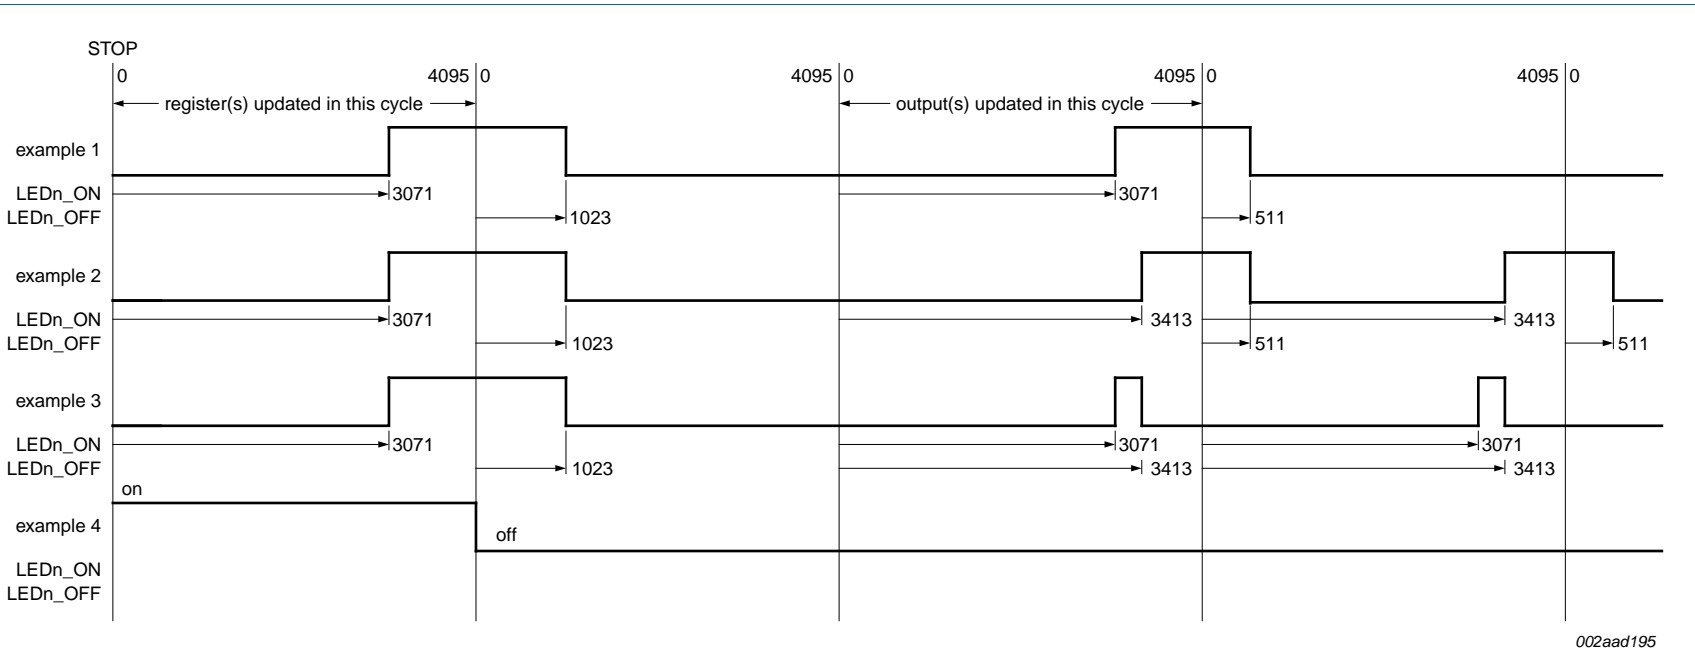 STOP
0 4095 0 4095 0 4095 0 4095 0
register(s) updated in this cycle output(s) updated in this cycle
example 1
LEDn_ON 3071 3071
LEDn_OFF 1023 511
example 2
LEDn_ON 3071 3413 3413
LEDn_OFF 1023 511 511
example 3
LEDn_ON 3071 3071 3071
LEDn_OFF 1023 3413 3413
on
example 4 off
LEDn_ON
LEDn_OFF
002aad195